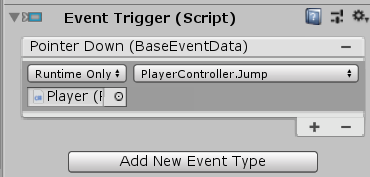 Event Trigger (Script)
Pointer Down (BaseEventData)
Runtime Only PlayerController.Jump
Player (F
Add New Event Type